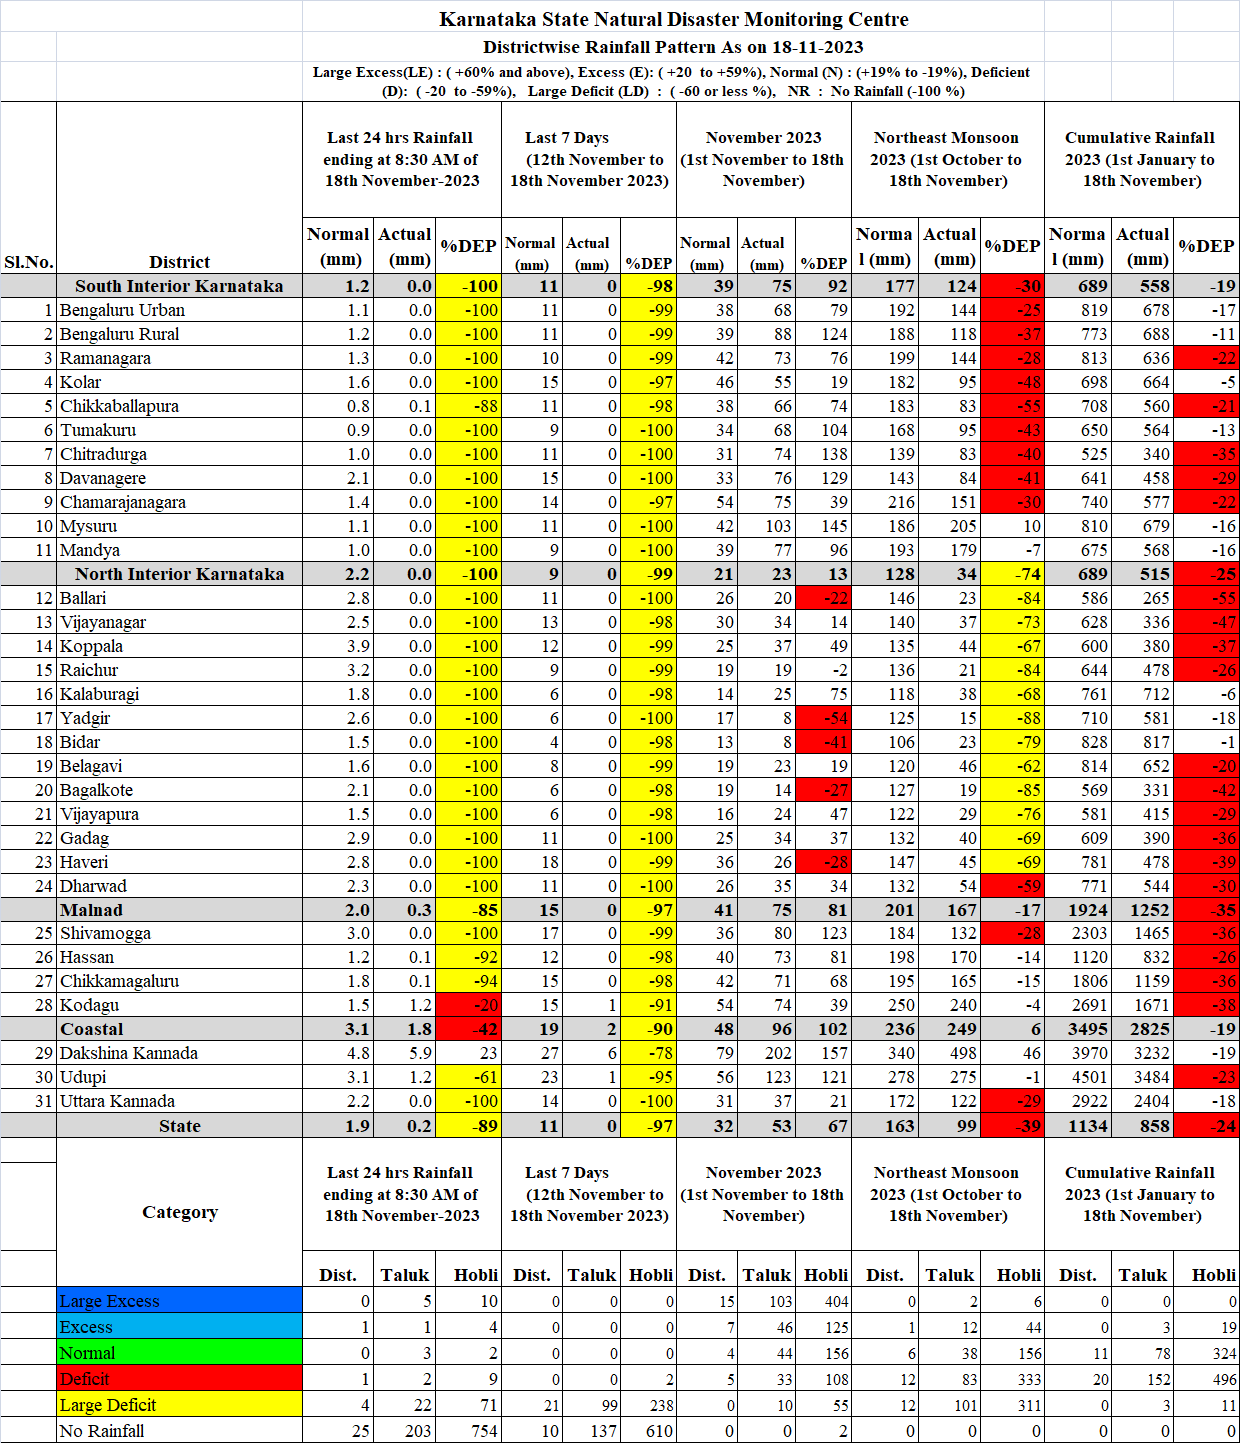 Karnataka State Natural Disaster Monitoring Centre
Districtwise Rainfall Pattern As on 18-11-2023
Large Excess(LE) : ( +60% and above), Excess (E): ( +20 to +59%), Normal (N) : (+19% to -19%), Deficient
(D): ( -20 to -59%), Large Deficit (LD) : ( -60 or less %), NR : No Rainfall (-100 %)
Last 24 hrs Rainfall Last 7 Days November 2023 Northeast Monsoon Cumulative Rainfall
ending at 8:30 AM of (12th November to (1st November to 18th 2023 (1st October to 2023 (1st January to
18th November-2023 18th November 2023) November) 18th November) 18th November)
Normal Actual %DEP Normal Actual Normal Actual Norma Actual %DEP Norma Actual %DEP
Sl.No. District (mm) (mm) (mm) (mm) %DEP (mm) (mm) %DEP l (mm) (mm) l (mm) (mm)
South Interior Karnataka 1.2 0.0 -100 11 0 -98 39 75 92 177 124 -30 689 558 -19
1 Bengaluru Urban 1.1 0.0 -100 11 0 -99 38 68 79 192 144 -25 819 678 -17
2 Bengaluru Rural 1.2 0.0 -100 11 0 -99 39 88 124 188 118 -37 773 688 -11
3 Ramanagara 1.3 0.0 -100 10 0 -99 42 73 76 199 144 -28 813 636 -22
4 Kolar 1.6 0.0 -100 15 0 -97 46 55 19 182 95 -48 698 664 -5
5 Chikkaballapura 0.8 0.1 -88 11 0 -98 38 66 74 183 83 -55 708 560 -21
6 Tumakuru 0.9 0.0 -100 9 0 -100 34 68 104 168 95 -43 650 564 -13
7 Chitradurga 1.0 0.0 -100 11 0 -100 31 74 138 139 83 -40 525 340 -35
8 Davanagere 2.1 0.0 -100 15 0 -100 33 76 129 143 84 -41 641 458 -29
9 Chamarajanagara 1.4 0.0 -100 14 0 -97 54 75 39 216 151 -30 740 577 -22
10 Mysuru 1.1 0.0 -100 11 0 -100 42 103 145 186 205 10 810 679 -16
11 Mandya 1.0 0.0 -100 9 0 -100 39 77 96 193 179 -7 675 568 -16
North Interior Karnataka 2.2 0.0 -100 9 0 -99 21 23 13 128 34 -74 689 515 -25
12 Ballari 2.8 0.0 -100 11 0 -100 26 20 -22 146 23 -84 586 265 -55
13 Vijayanagar 2.5 0.0 -100 13 0 -98 30 34 14 140 37 -73 628 336 -47
14 Koppala 3.9 0.0 -100 12 0 -99 25 37 49 135 44 -67 600 380 -37
15 Raichur 3.2 0.0 -100 9 0 -99 19 19 -2 136 21 -84 644 478 -26
16 Kalaburagi 1.8 0.0 -100 6 0 -98 14 25 75 118 38 -68 761 712 -6
17 Yadgir 2.6 0.0 -100 6 0 -100 17 8 -54 125 15 -88 710 581 -18
18 Bidar 1.5 0.0 -100 4 0 -98 13 8 -41 106 23 -79 828 817 -1
19 Belagavi 1.6 0.0 -100 8 0 -99 19 23 19 120 46 -62 814 652 -20
20 Bagalkote 2.1 0.0 -100 6 0 -98 19 14 -27 127 19 -85 569 331 -42
21 Vijayapura 1.5 0.0 -100 6 0 -98 16 24 47 122 29 -76 581 415 -29
22 Gadag 2.9 0.0 -100 11 0 -100 25 34 37 132 40 -69 609 390 -36
23 Haveri 2.8 0.0 -100 18 0 -99 36 26 -28 147 45 -69 781 478 -39
24 Dharwad 2.3 0.0 -100 11 0 -100 26 35 34 132 54 -59 771 544 -30
Malnad 2.0 0.3 -85 15 0 -97 41 75 81 201 167 -17 1924 1252 -35
25 Shivamogga 3.0 0.0 -100 17 0 -99 36 80 123 184 132 -28 2303 1465 -36
26 Hassan 1.2 0.1 -92 12 0 -98 40 73 81 198 170 -14 1120 832 -26
27 Chikkamagaluru 1.8 0.1 -94 15 0 -98 42 71 68 195 165 -15 1806 1159 -36
28 Kodagu 1.5 1.2 -20 15 1 -91 54 74 39 250 240 -4 2691 1671 -38
Coastal 3.1 1.8 -42 19 2 -90 48 96 102 236 249 6 3495 2825 -19
29 Dakshina Kannada 4.8 5.9 23 27 6 -78 79 202 157 340 498 46 3970 3232 -19
30 Udupi 3.1 1.2 -61 23 1 -95 56 123 121 278 275 -1 4501 3484 -23
31 Uttara Kannada 2.2 0.0 -100 14 0 -100 31 37 21 172 122 -29 2922 2404 -18
State 1.9 0.2 -89 11 0 -97 32 53 67 163 99 -39 1134 858 -24
Last 24 hrs Rainfall Last 7 Days November 2023 Northeast Monsoon Cumulative Rainfall
Category ending at 8:30 AM of (12th November to (1st November to 18th 2023 (1st October to 2023 (1st January to
18th November-2023 18th November 2023) November) 18th November) 18th November)
Dist. Taluk Hobli Dist. Taluk Hobli Dist. Taluk Hobli Dist. Taluk Hobli Dist. Taluk Hobli
Large Excess 0 5 10 0 0 0 15 103 404 0 2 6 0 0 0
Excess 1 1 4 0 0 0 7 46 125 1 12 44 0 3 19
Normal 0 3 2 0 0 0 4 44 156 6 38 156 11 78 324
Deficit 1 2 9 0 0 2 5 33 108 12 83 333 20 152 496
Large Deficit 4 22 71 21 99 238 0 10 55 12 101 311 0 3 11
No Rainfall 25 203 754 10 137 610 0 0 2 0 0 0 0 0 0